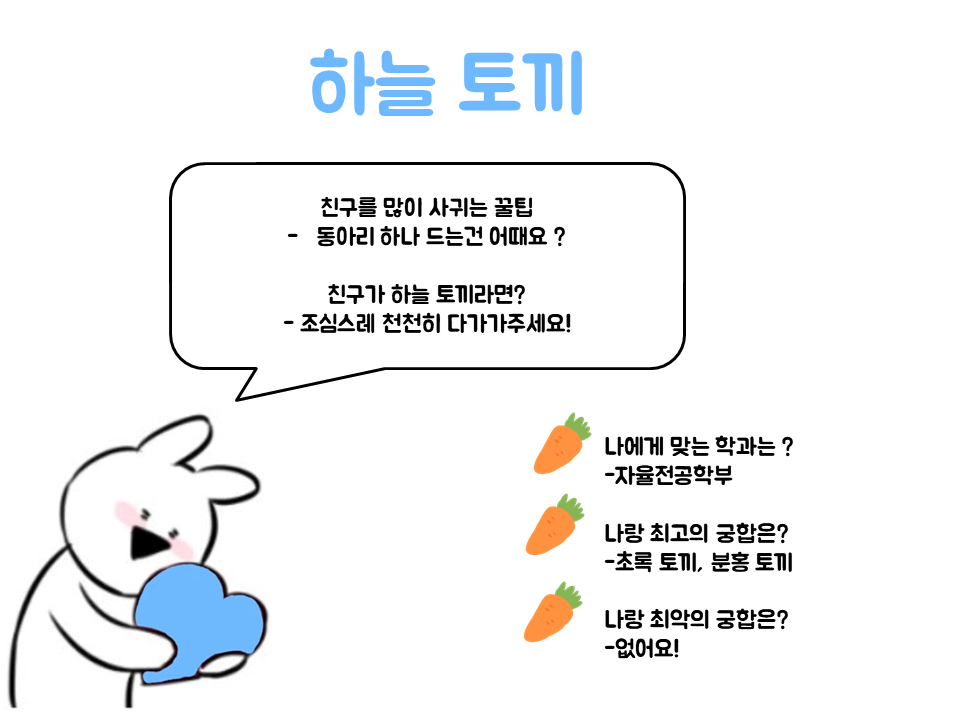 하늘 토끼
친구를 많이 사귀는 꿀팁
- 동아리 하나 드는건 어때요 ?
친구가 하늘 토끼라면?
- 조심스레 천천히 다가가주세요!
나에게 맞는 학과는 ?
-자율전공학부
나랑 최고의 궁합은?
-초록 토끼, 분홍 토끼
나랑 최악의 궁합은?
-없어요!